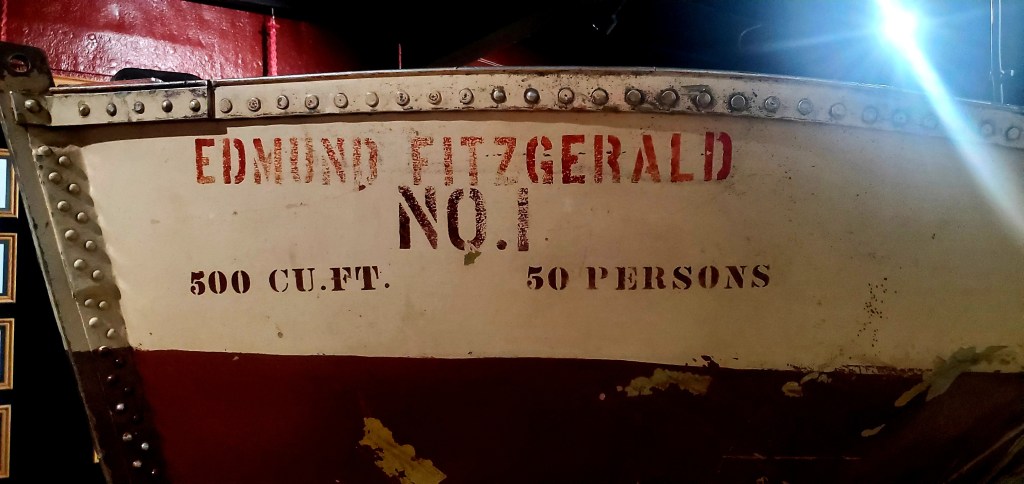 EDMUND FITZGERALD
NO.1
500 CU.FT. 50 PERSONS